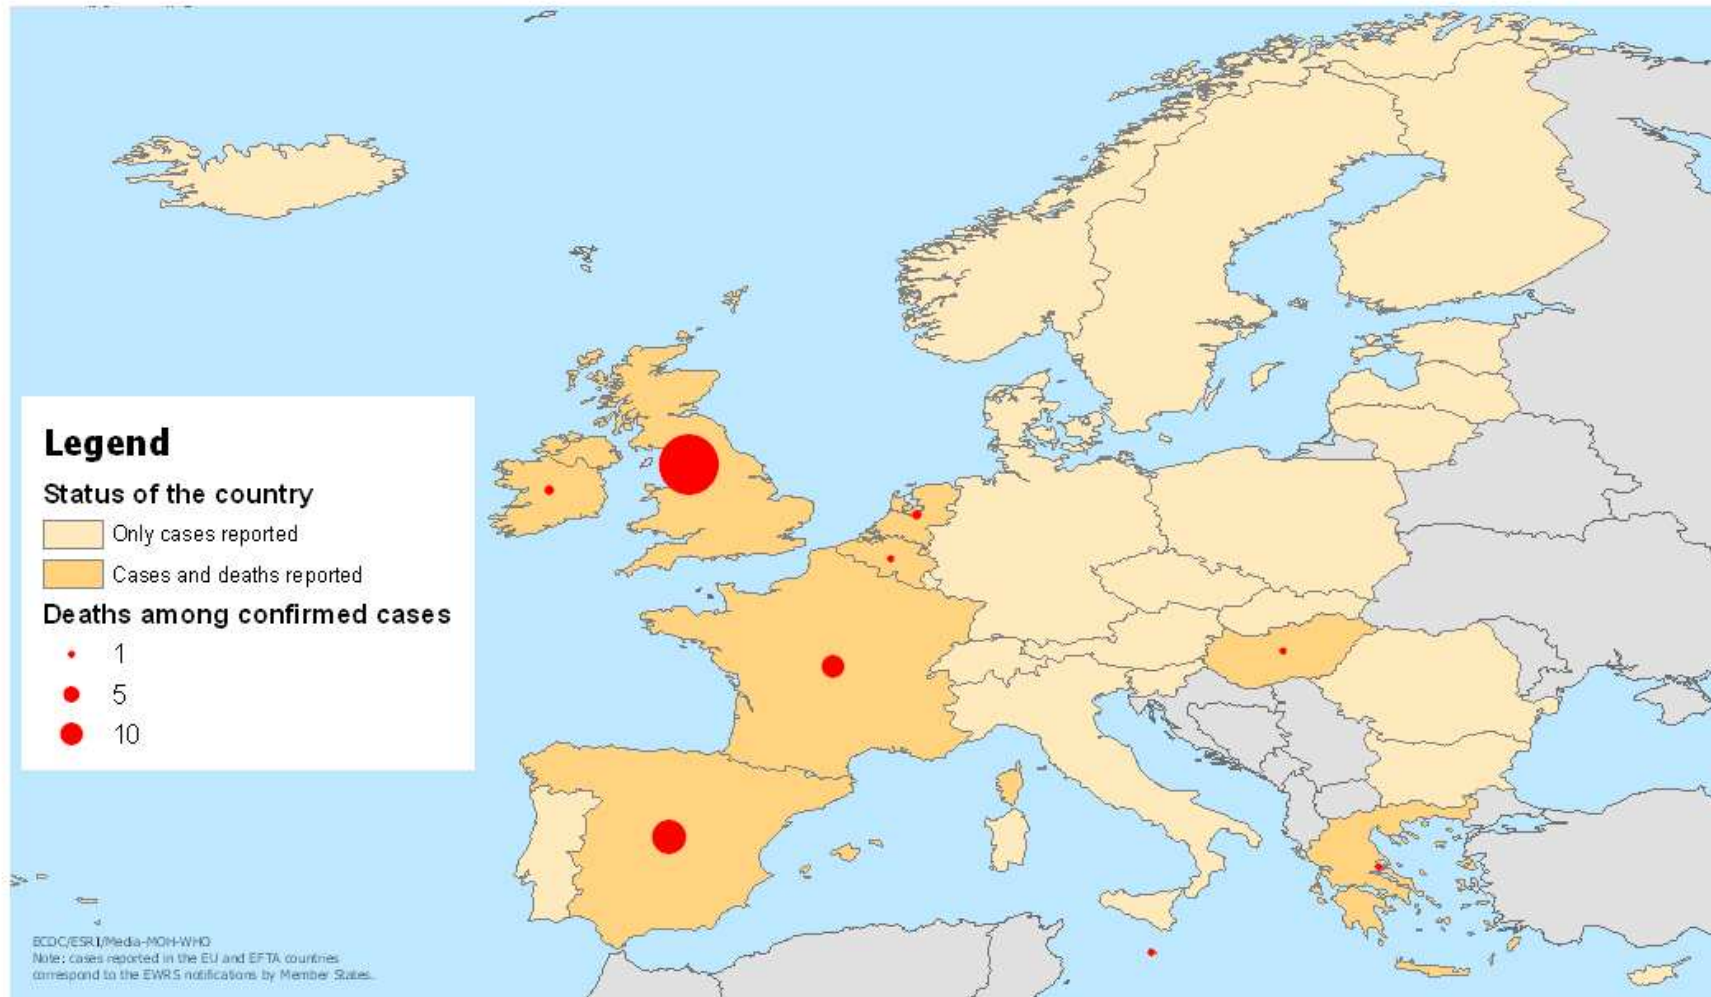 Legend
Status of the country
Only cases reported
Cases and deaths reported
Deaths among confirmed cases
1
5
10
ECDC/ESRI/Media-MOH-WHO
Note: cases reported in the EU and EFTA countries
correspond to the EWRS notifications by Member States.